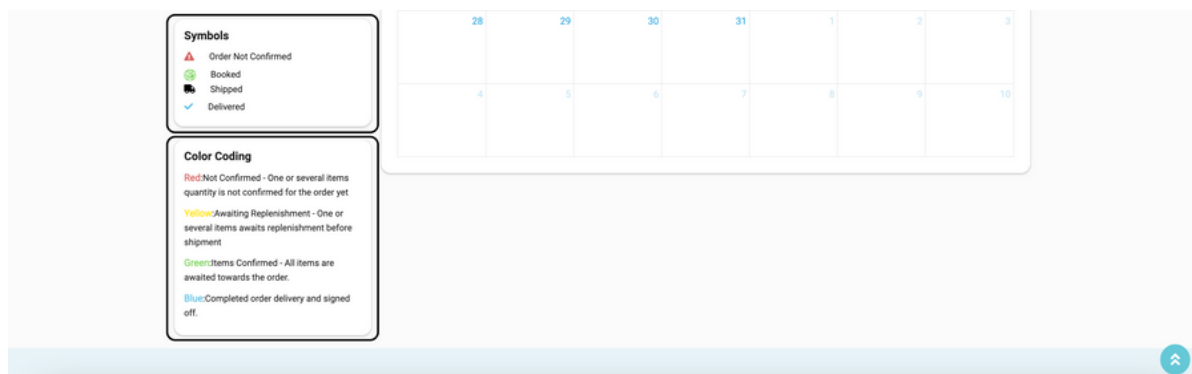 Symbols
Order Not Confirmed
Booked
Shipped
Delivered
Color Coding
Red:Not Confirmed - One or several items
quantity is not confirmed for the order yet
Yellow:Awaiting Replenishment - One or
several items awaits replenishment before
shipment
Green:Items Confirmed - All items are
awaited towards the order.
Blue:Completed order delivery and signed
off.
28 29 30 31 1 2 3
4 5 6 7 8 9 10